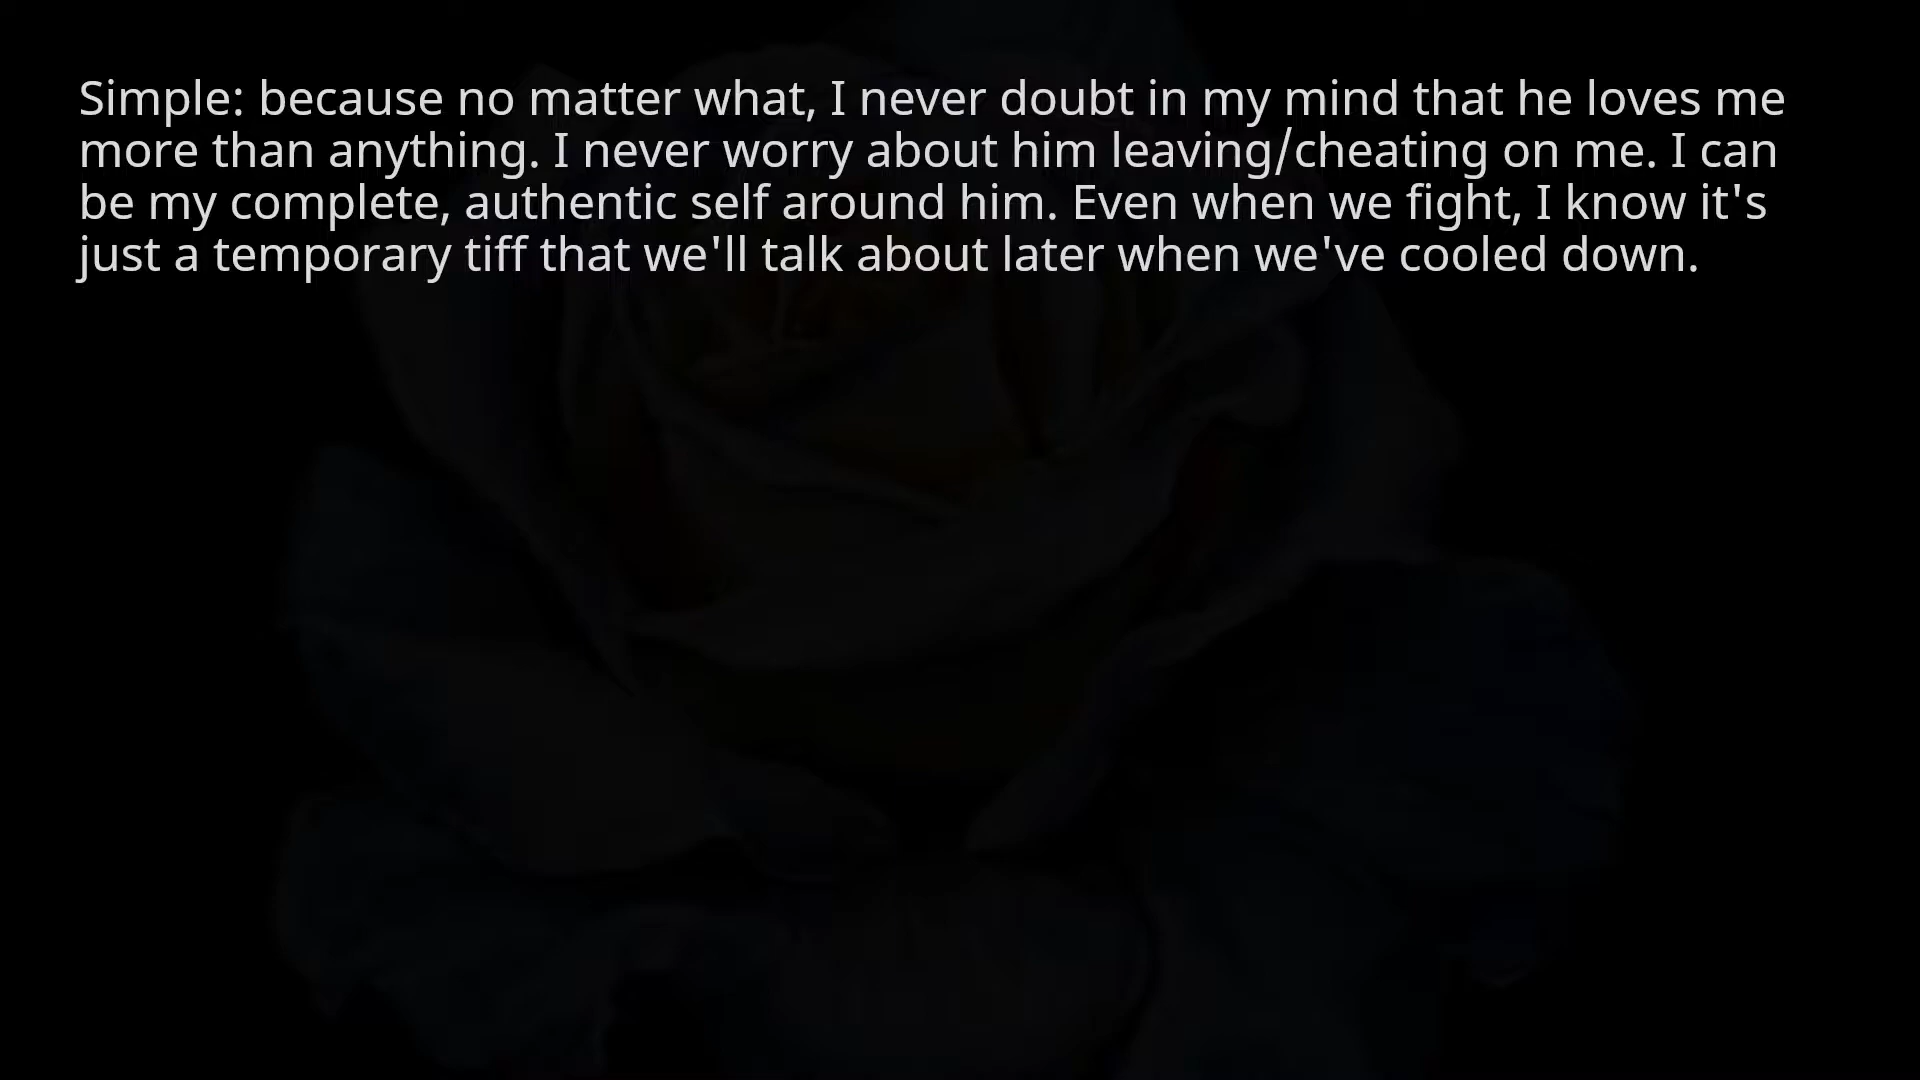 Simple: because no matter what, I never doubt in my mind that he loves me
more than anything. I never worry about him leaving/cheating on me. I can
be my complete, authentic self around him. Even when we fight, I know it's
just a temporary tiff that we'll talk about later when we've cooled down.